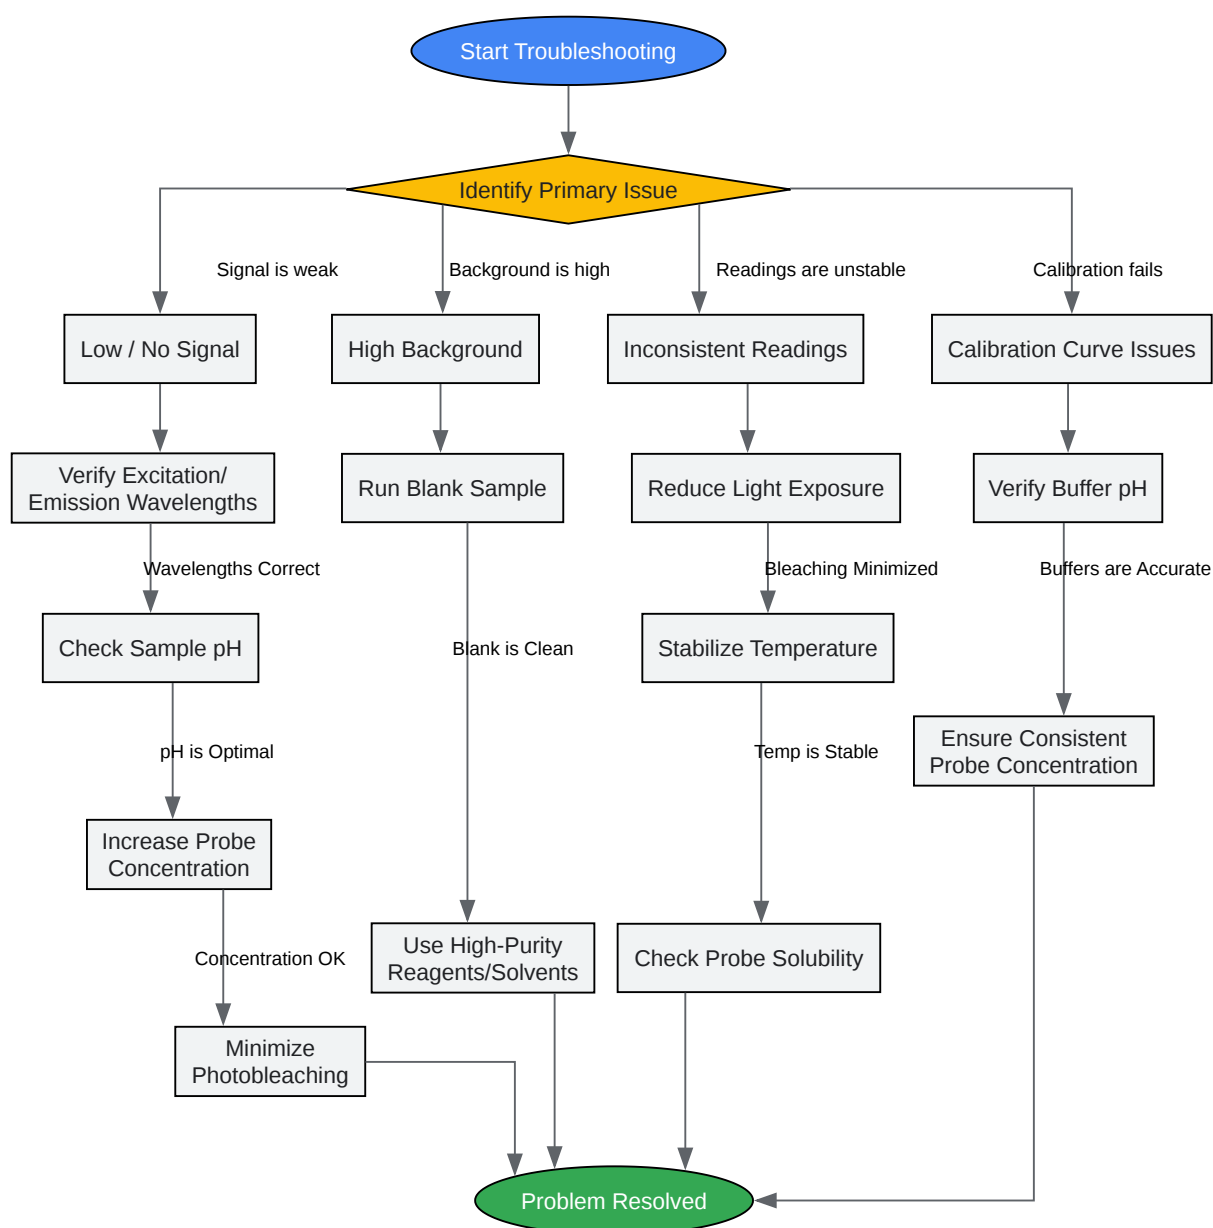 Start Troubleshooting
Identify Primary Issue
Signal is weak
Background is high
Readings are unstable
Calibration fails
Low / No Signal
High Background
Inconsistent Readings
Calibration Curve Issues
Verify Excitation/
Emission Wavelengths
Run Blank Sample
Reduce Light Exposure
Verify Buffer pH
Wavelengths Correct
Bleaching Minimized
Buffers are Accurate
Check Sample pH
Blank is Clean
Stabilize Temperature
pH is Optimal
Temp is Stable
Ensure Consistent
Probe Concentration
Increase Probe
Concentration
Concentration OK
Use High-Purity
Reagents/Solvents
Check Probe Solubility
Minimize
Photobleaching
Problem Resolved